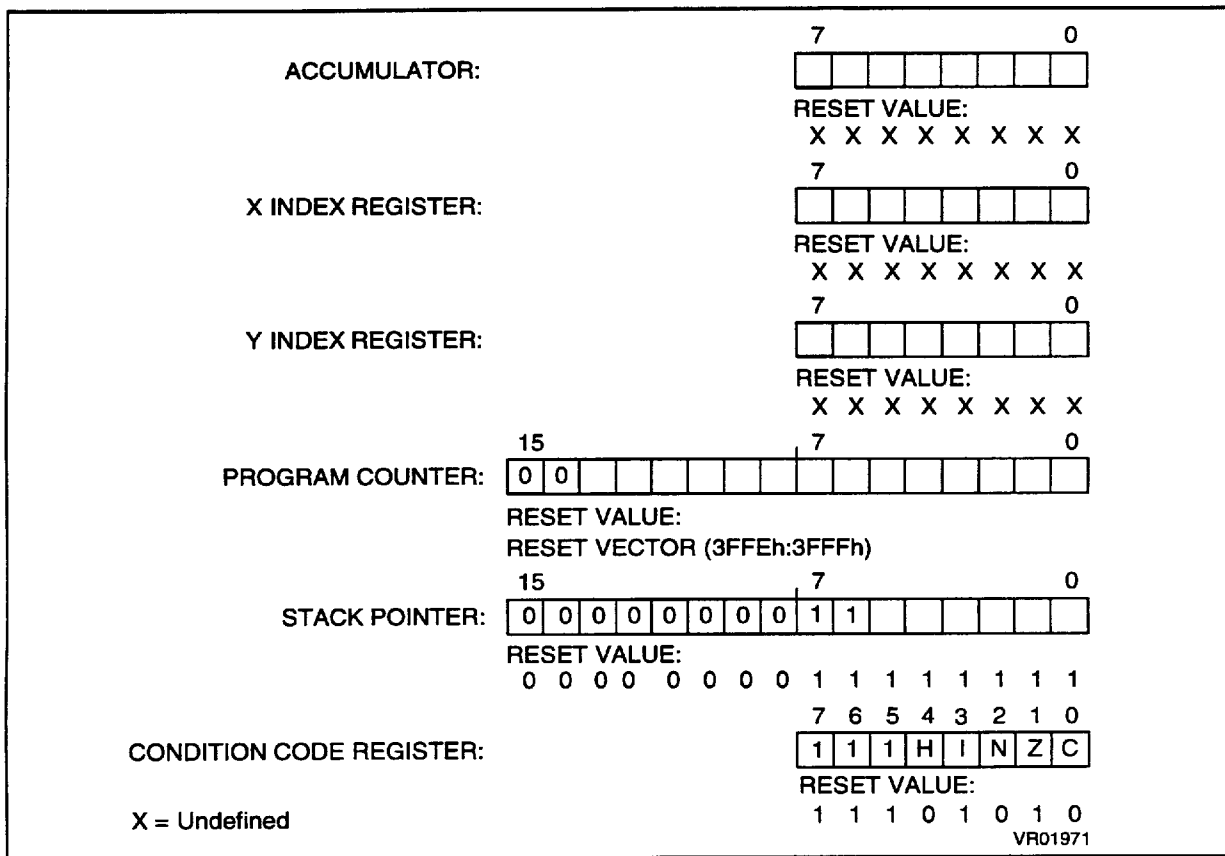 7 0
ACCUMULATOR:
RESET VALUE:
X X X X X X X X
7 0
X INDEX REGISTER:
RESET VALUE:
X X X X X X X X
7 0
Y INDEX REGISTER:
RESET VALUE:
X X X X X X X X
15 7 0
PROGRAM COUNTER: 0 0
RESET VALUE:
RESET VECTOR (3FFEh:3FFFh)
15 7 0
STACK POINTER: 0 0 0 0 0 0 0 0 1 1
RESET VALUE:
0 0 0 0 0 0 0 0 1 1 1 1 1 1 1 1
7 6 5 4 3 2 1 0
CONDITION CODE REGISTER: 1 1 1 H I N Z C
RESET VALUE:
X = Undefined 1 1 1 0 1 0 1 0
VR01971